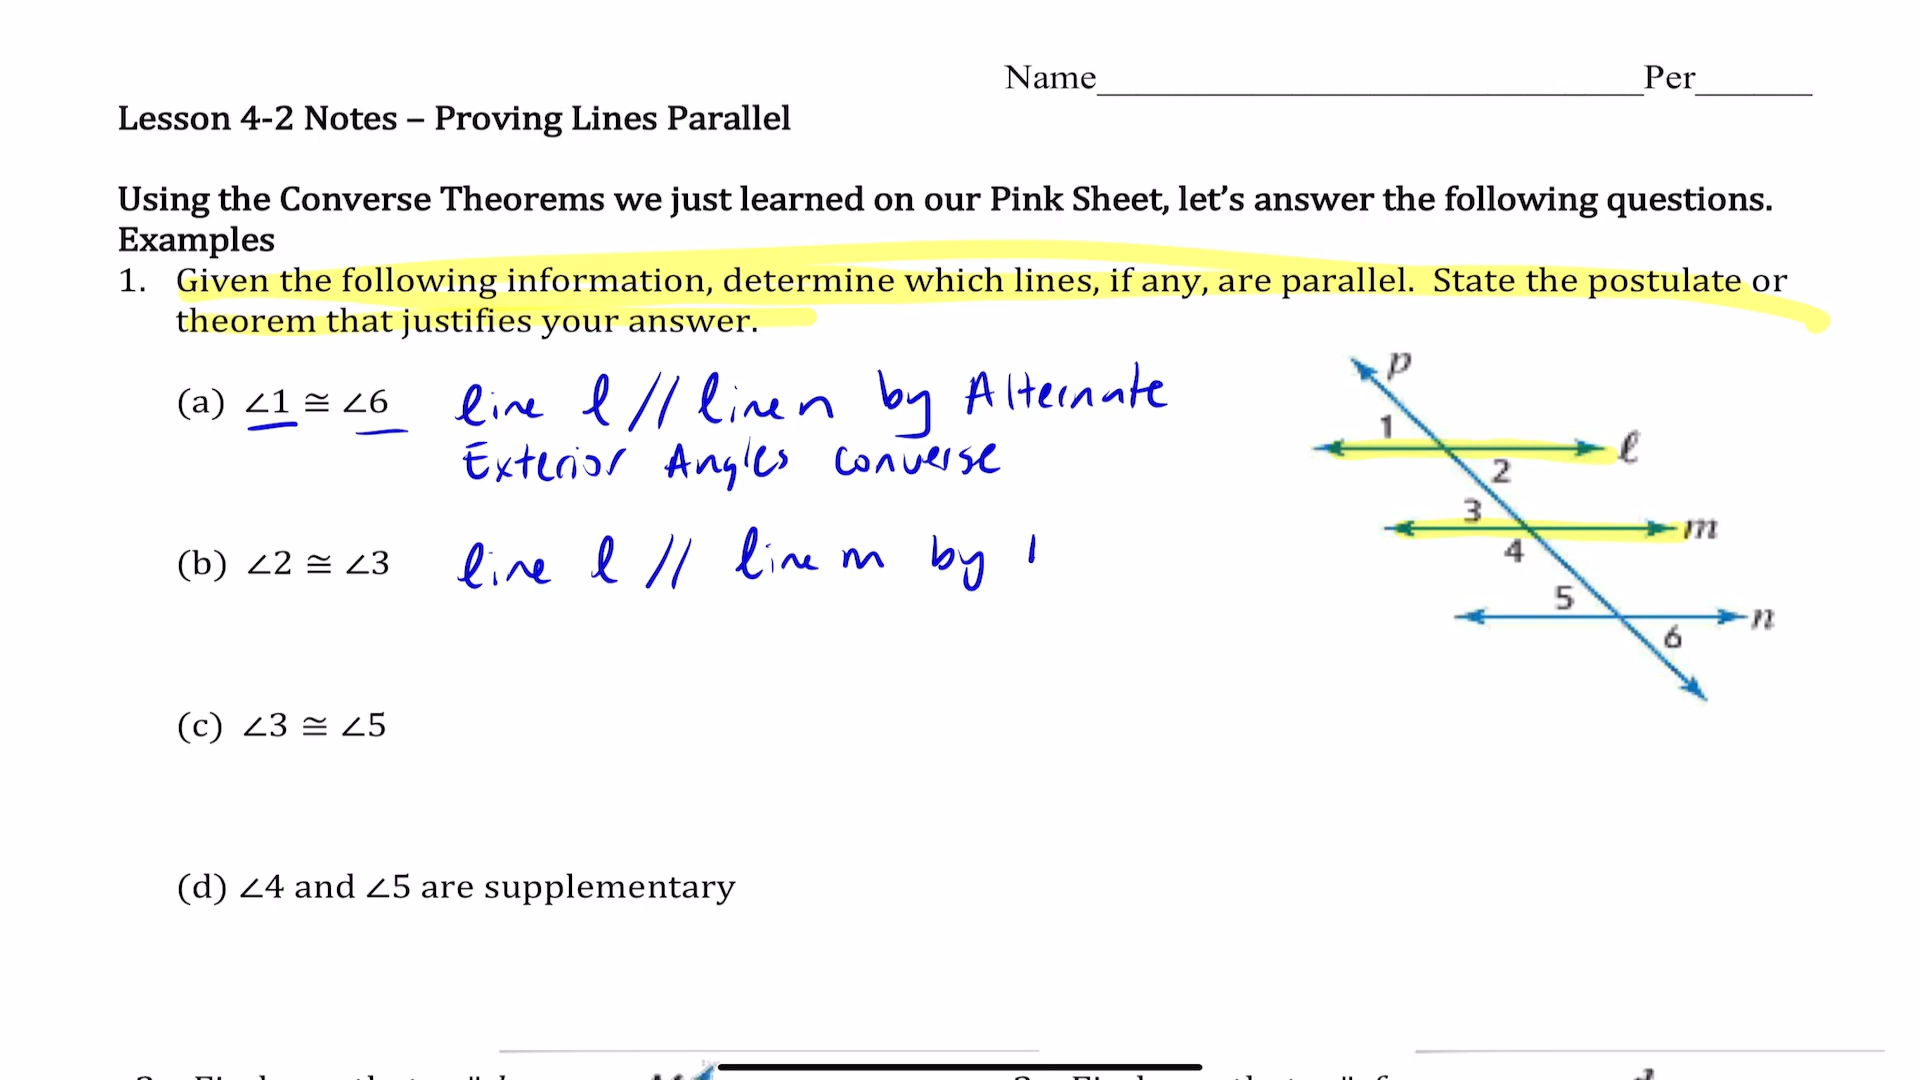 Name____________________Per_____
Lesson 4-2 Notes – Proving Lines Parallel
Using the Converse Theorems we just learned on our Pink Sheet, let's answer the following questions.
Examples
1. Given the following information, determine which lines, if any, are parallel. State the postulate or
theorem that justifies your answer.
(a) ∠1 ≅ ∠6 line ℓ // line n by Alternate
Exterior Angles converse
(b) ∠2 ≅ ∠3 line ℓ // line m by
(c) ∠3 ≅ ∠5
(d) ∠4 and ∠5 are supplementary
p
1
ℓ
2
3
m
4
5
n
6